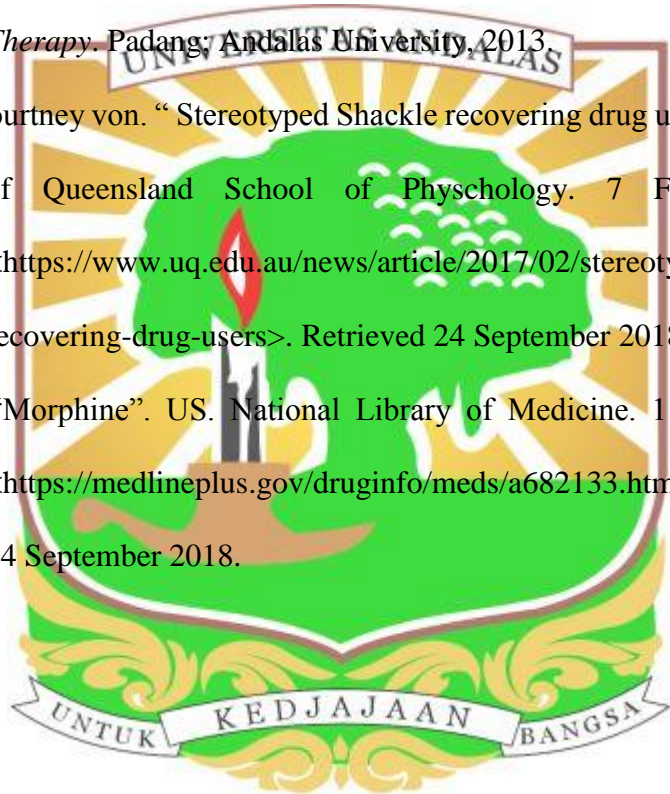 Therapy. Padang; Andalas University, 2013.
UNIVERSITAS ANDALAS
ourtney von. “ Stereotyped Shackle recovering drug u
f Queensland School of Physchology. 7 F
https://www.uq.edu.au/news/article/2017/02/stereoty
ecovering-drug-users>. Retrieved 24 September 2018
“Morphine”. US. National Library of Medicine. 1
https://medlineplus.gov/druginfo/meds/a682133.htm
4 September 2018.
UNTUK KEDJAJAAN BANGSA